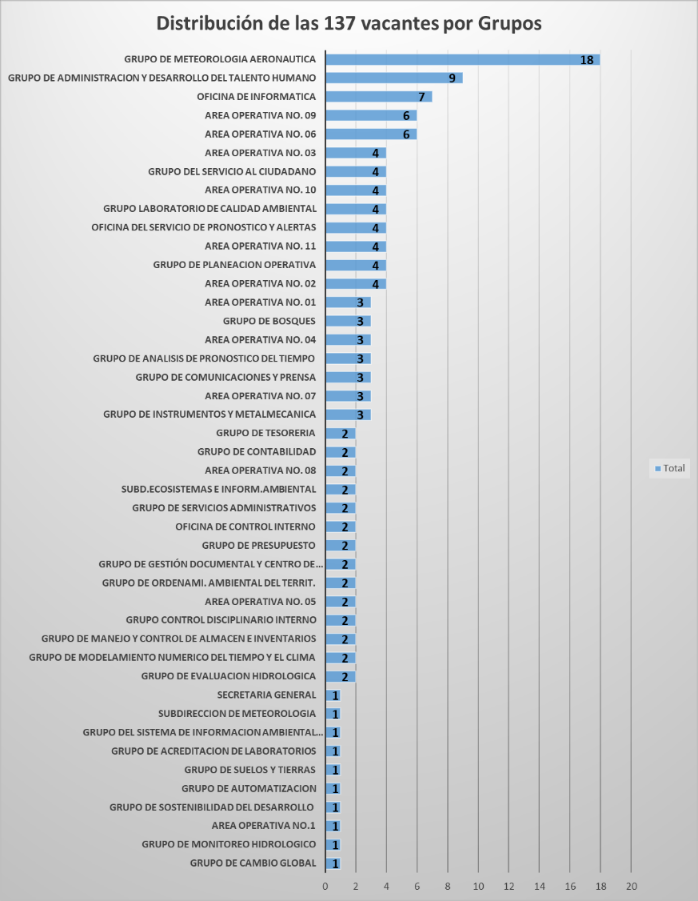 Distribución de las 137 vacantes por Grupos
GRUPO DE METEOROLOGIA AERONAUTICA 18
GRUPO DE ADMINISTRACION Y DESARROLLO DEL TALENTO HUMANO 9
OFICINA DE INFORMATICA 7
AREA OPERATIVA NO. 09 6
AREA OPERATIVA NO. 06 6
AREA OPERATIVA NO. 03 4
GRUPO DEL SERVICIO AL CIUDADANO 4
AREA OPERATIVA NO. 10 4
GRUPO LABORATORIO DE CALIDAD AMBIENTAL 4
OFICINA DEL SERVICIO DE PRONOSTICO Y ALERTAS 4
AREA OPERATIVA NO. 11 4
GRUPO DE PLANEACION OPERATIVA 4
AREA OPERATIVA NO. 02 4
AREA OPERATIVA NO. 01 3
GRUPO DE BOSQUES 3
AREA OPERATIVA NO. 04 3
GRUPO DE ANALISIS DE PRONOSTICO DEL TIEMPO 3
GRUPO DE COMUNICACIONES Y PRENSA 3
AREA OPERATIVA NO. 07 3
GRUPO DE INSTRUMENTOS Y METALMECANICA 3
GRUPO DE TESORERIA 2
GRUPO DE CONTABILIDAD 2
AREA OPERATIVA NO. 08 2
SUBD.ECOSISTEMAS E INFORM.AMBIENTAL 2
GRUPO DE SERVICIOS ADMINISTRATIVOS 2
OFICINA DE CONTROL INTERNO 2
GRUPO DE PRESUPUESTO 2
GRUPO DE GESTIÓN DOCUMENTAL Y CENTRO DE... 2
GRUPO DE ORDENAMI. AMBIENTAL DEL TERRIT. 2
AREA OPERATIVA NO. 05 2
GRUPO CONTROL DISCIPLINARIO INTERNO 2
GRUPO DE MANEJO Y CONTROL DE ALMACEN E INVENTARIOS 2
GRUPO DE MODELAMIENTO NUMERICO DEL TIEMPO Y EL CLIMA 2
GRUPO DE EVALUACION HIDROLOGICA 2
SECRETARIA GENERAL 1
SUBDIRECCION DE METEOROLOGIA 1
GRUPO DEL SISTEMA DE INFORMACION AMBIENTAL... 1
GRUPO DE ACREDITACION DE LABORATORIOS 1
GRUPO DE SUELOS Y TIERRAS 1
GRUPO DE AUTOMATIZACION 1
GRUPO DE SOSTENIBILIDAD DEL DESARROLLO 1
AREA OPERATIVA NO.1 1
GRUPO DE MONITOREO HIDROLOGICO 1
GRUPO DE CAMBIO GLOBAL 1
0 2 4 6 8 10 12 14 16 18 20
Total